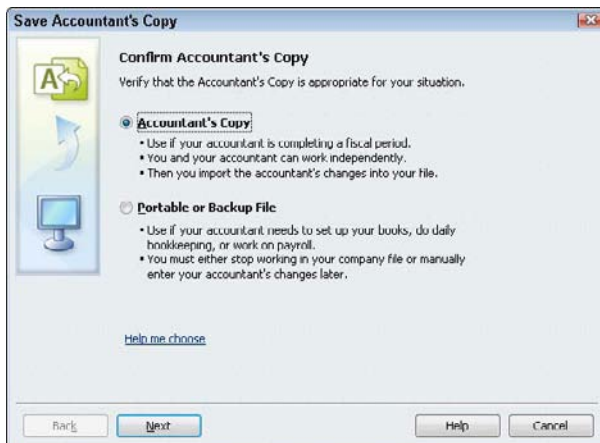 Save Accountant's Copy
Confirm Accountant's Copy
Verify that the Accountant's Copy is appropriate for your situation.
A
Accountant's Copy
• Use if your accountant is completing a fiscal period.
• You and your accountant can work independently.
• Then you import the accountant's changes into your file.
Portable or Backup File
• Use if your accountant needs to set up your books, do daily
bookkeeping, or work on payroll.
• You must either stop working in your company file or manually
enter your accountant's changes later.
Help me choose
Back
Next
Help
Cancel